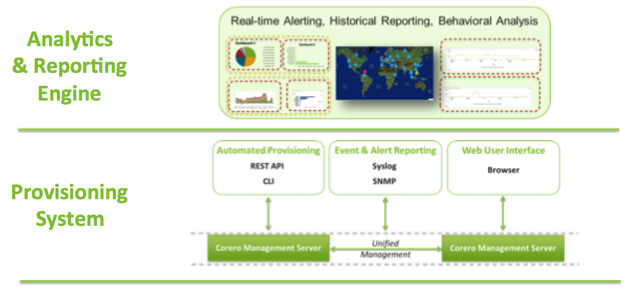 Real-time Alerting, Historical Reporting, Behavioral Analysis
Analytics
& Reporting
Engine
Automated Provisioning
REST API
CLI
Event & Alert Reporting
Syslog
SNMP
Web User Interface
Browser
Provisioning
System
Corero Management Server
Unified
Management
Corero Management Server